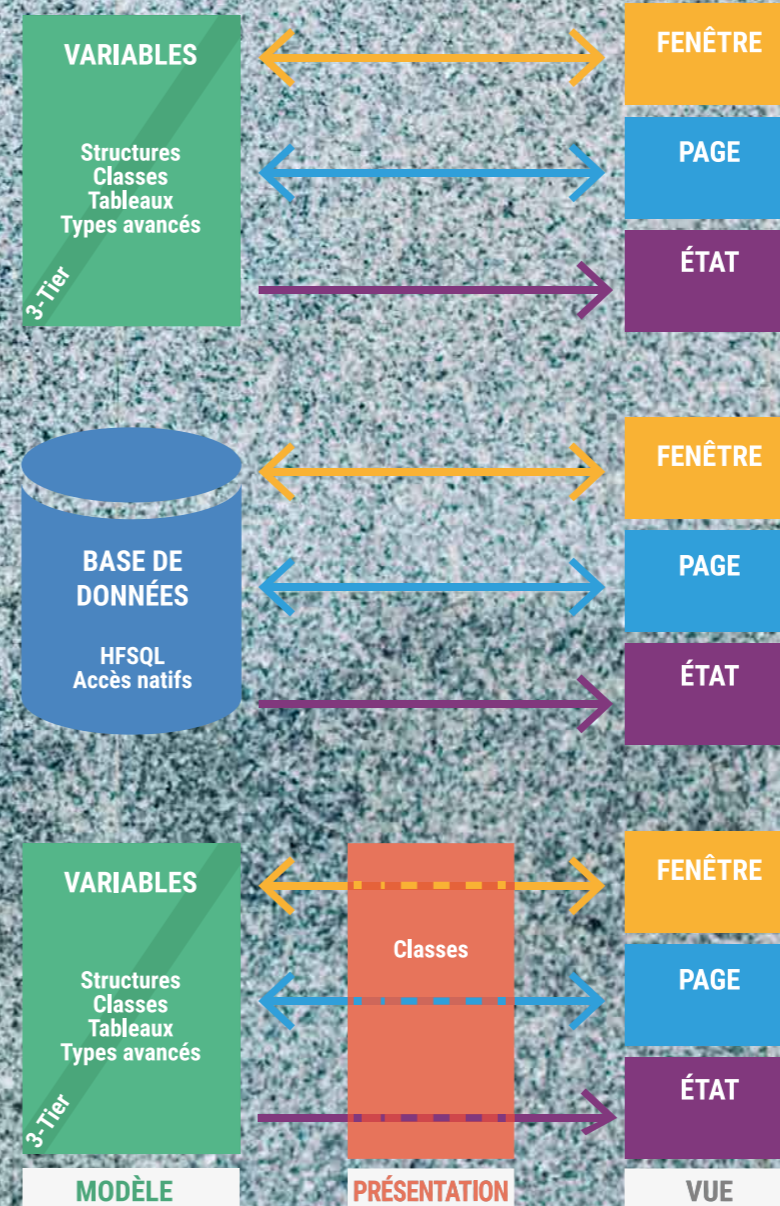 VARIABLES
Structures
Classes
Tableaux
Types avancés
3-Tier
FENÊTRE
PAGE
ÉTAT
BASE DE
DONNÉES
HFSQL
Accès natifs
FENÊTRE
PAGE
ÉTAT
VARIABLES
Structures
Classes
Tableaux
Types avancés
3-Tier
Classes
FENÊTRE
PAGE
ÉTAT
MODÈLE
PRÉSENTATION
VUE